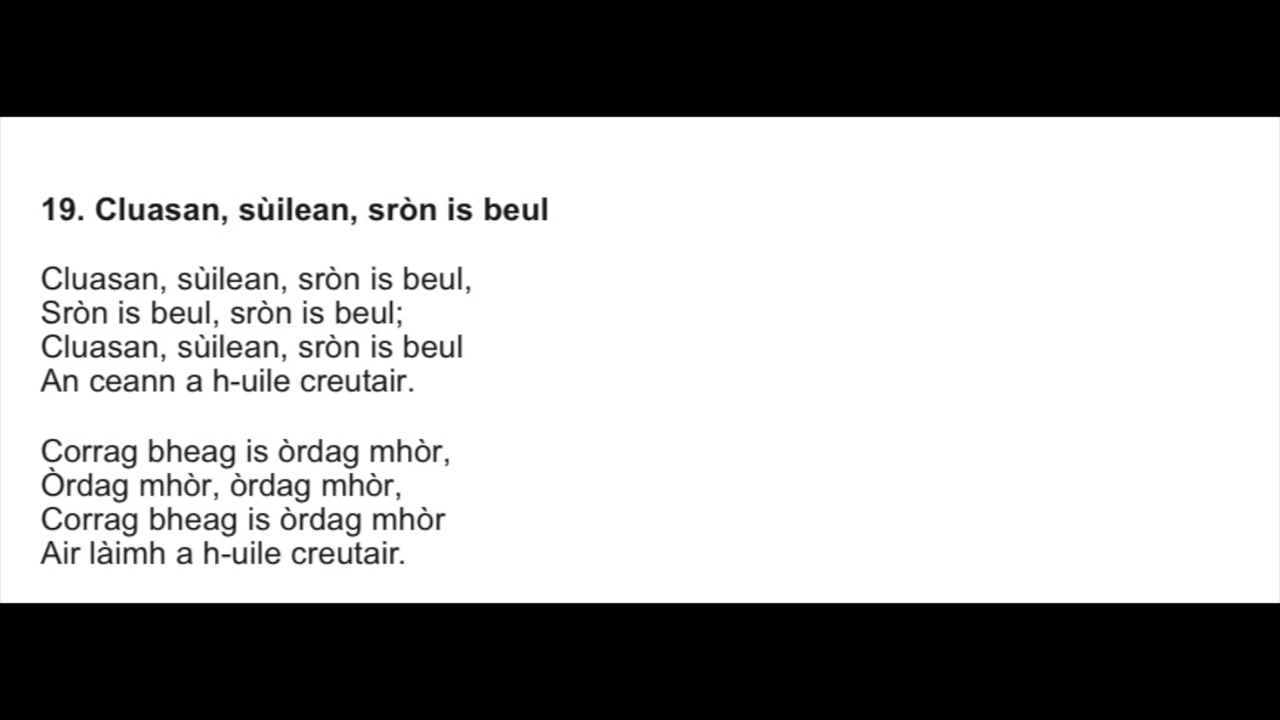 19. Cluasan, sùilean, sròn is beul
Cluasan, sùilean, sròn is beul,
Sròn is beul, sròn is beul;
Cluasan, sùilean, sròn is beul
An ceann a h-uile creutair.
Corrag bheag is òrdag mhòr,
Òrdag mhòr, òrdag mhòr,
Corrag bheag is òrdag mhòr
Air làimh a h-uile creutair.